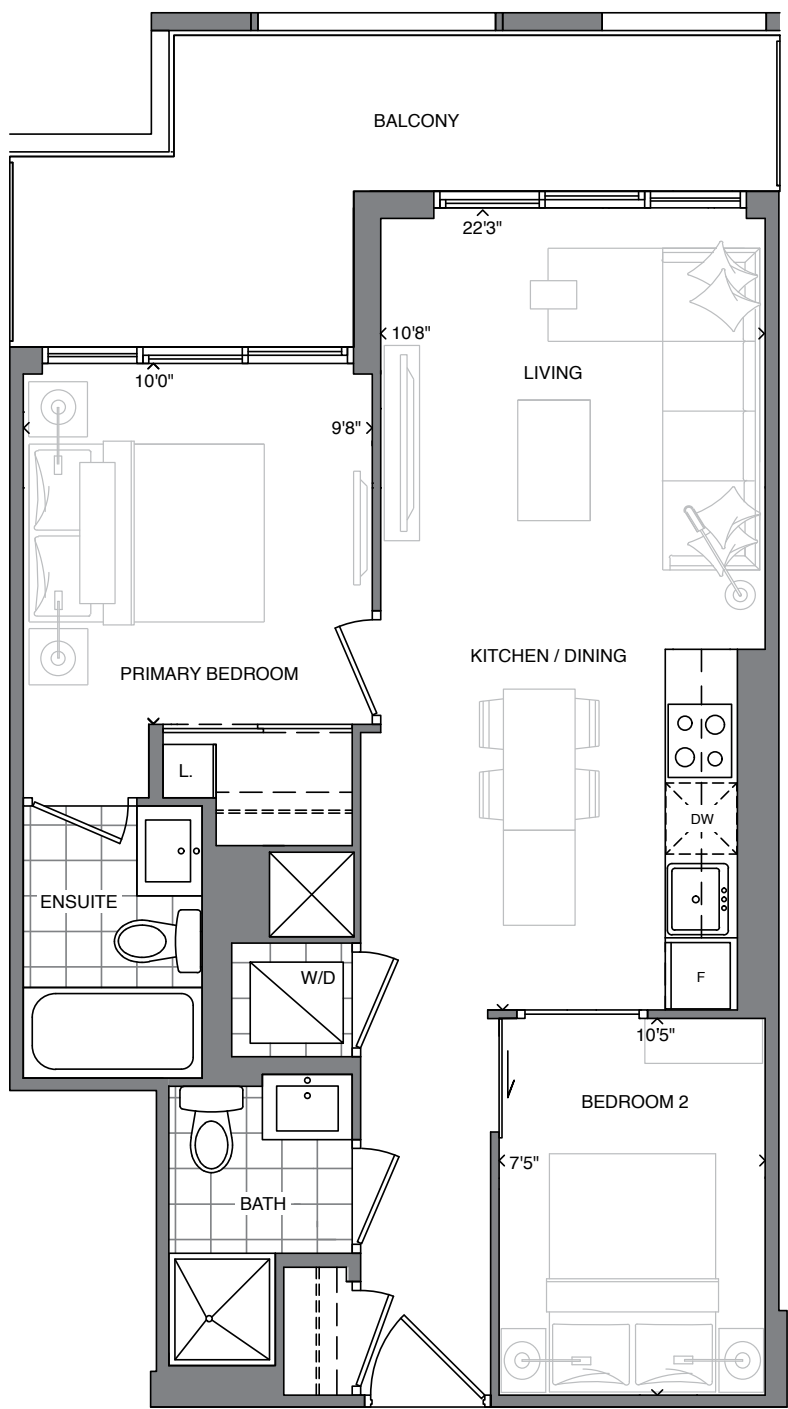 BALCONY
22'3"
10'8"
LIVING
10'0"
9'8"
KITCHEN / DINING
PRIMARY BEDROOM
L.
DW
ENSUITE
W/D
F
10'5"
BEDROOM 2
7'5"
BATH